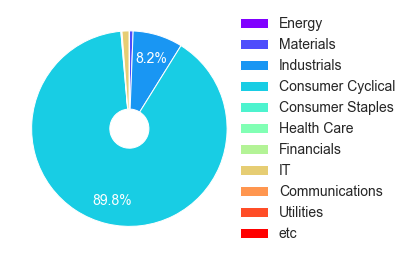 8.2%
89.8%
Energy
Materials
Industrials
Consumer Cyclical
Consumer Staples
Health Care
Financials
IT
Communications
Utilities
etc